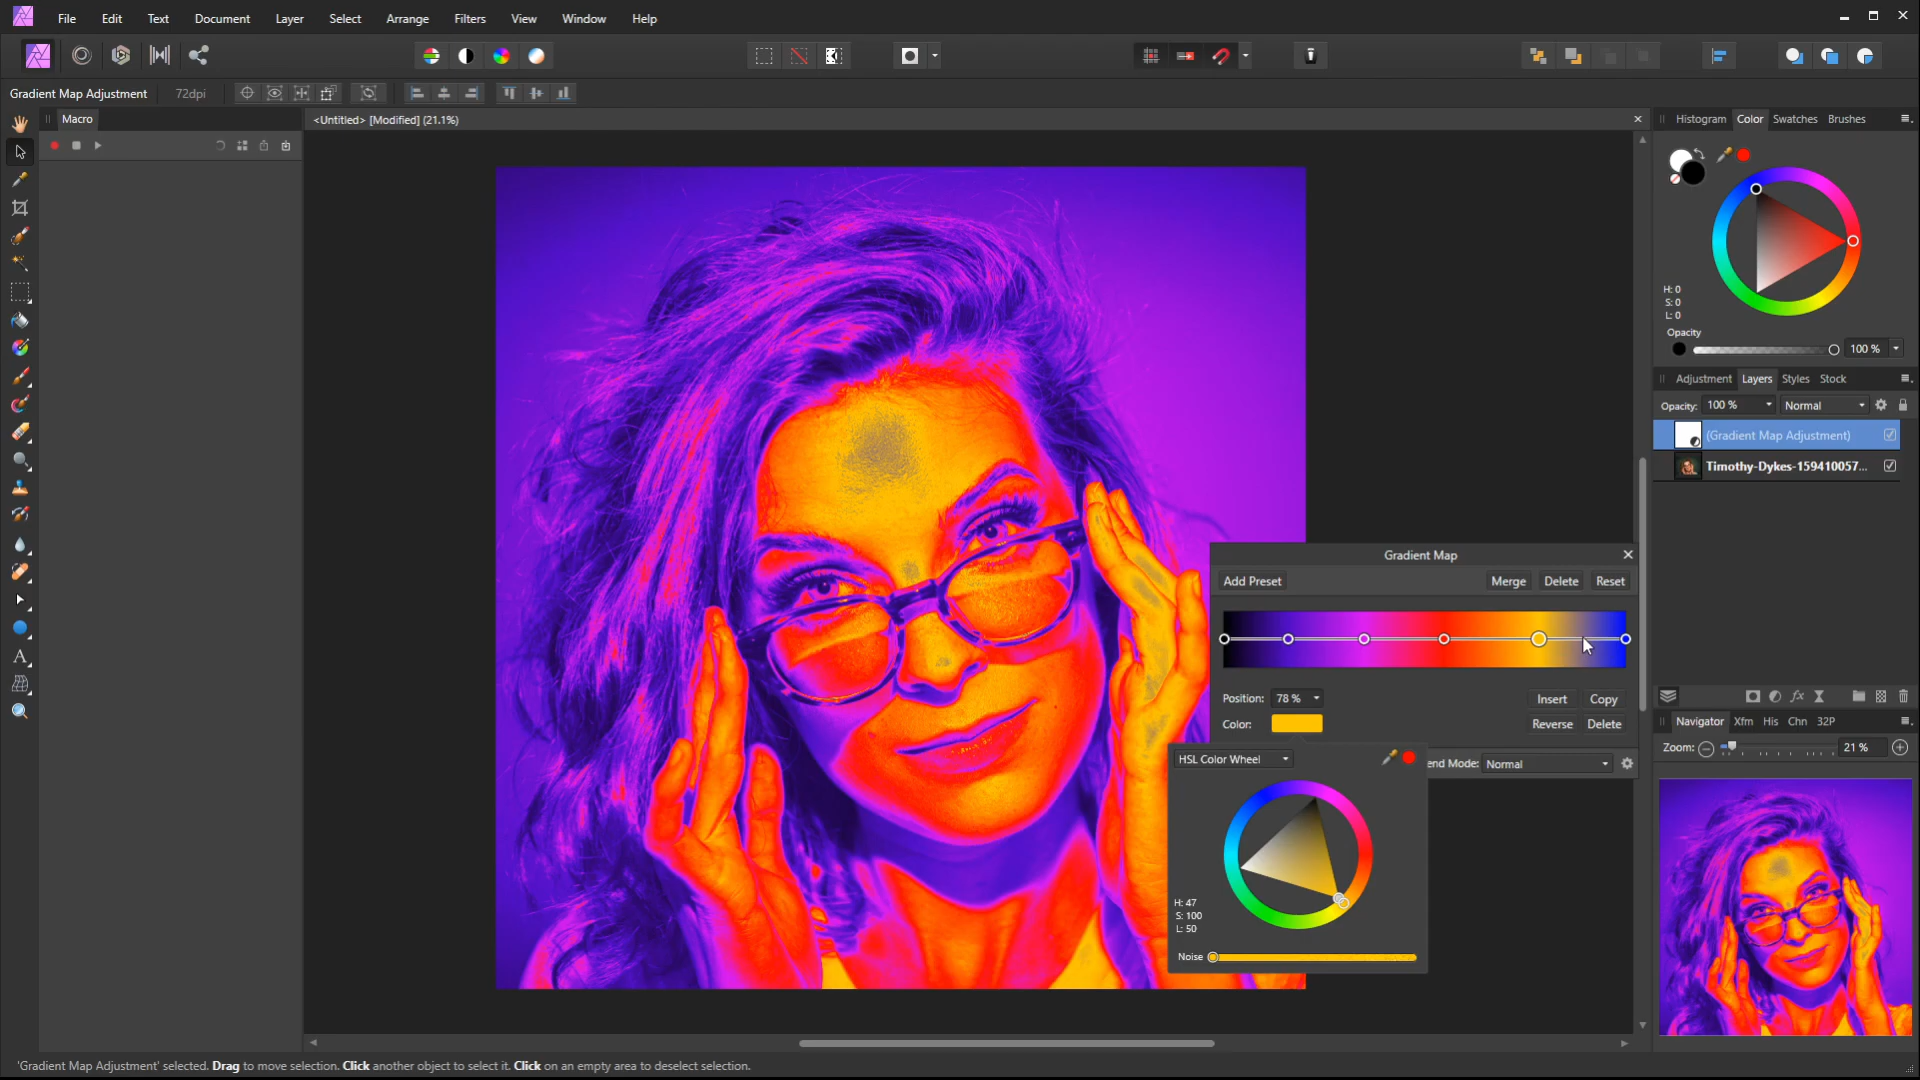 File Edit Text Document Layer Select Arrange Filters View Window Help
Gradient Map Adjustment 72dpi
Macro
<Untitled> [Modified] (21.1%)
Histogram Color Swatches Brushes
H: 0
S: 0
L: 0
Opacity
100 %
Adjustment Layers Styles Stock
Opacity: 100 % Normal
(Gradient Map Adjustment)
Timothy-Dykes-159410057...
Gradient Map
Add Preset Merge Delete Reset
Position: 78 % Insert Copy
Color: Reverse Delete
HSL Color Wheel
end Mode: Normal
H: 47
S: 100
L: 50
Noise
fx
Navigator Xfm His Chn 32P
Zoom: 21 %
'Gradient Map Adjustment' selected. Drag to move selection. Click another object to select it. Click on an empty area to deselect selection.